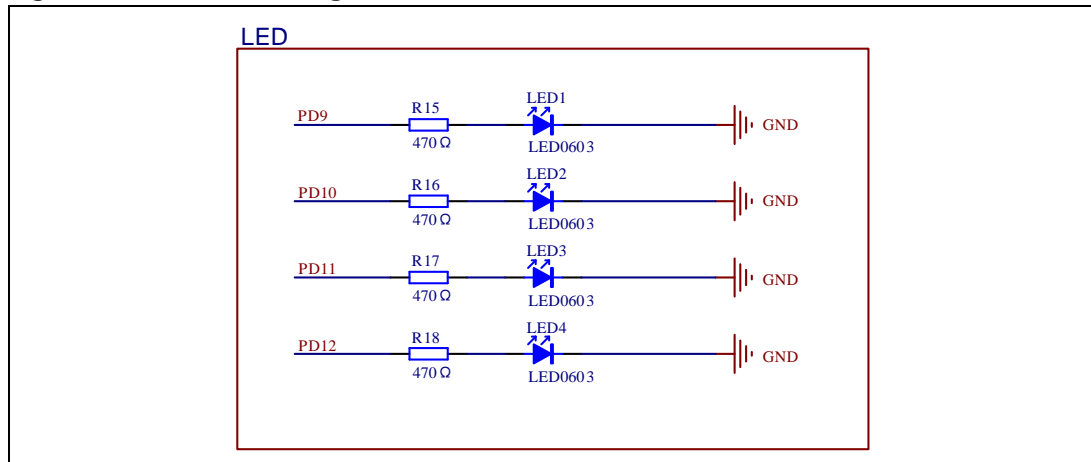 LED
PD9 R15 LED1 GND
470Ω LED0603
PD10 R16 LED2 GND
470Ω LED0603
PD11 R17 LED3 GND
470Ω LED0603
PD12 R18 LED4 GND
470Ω LED0603